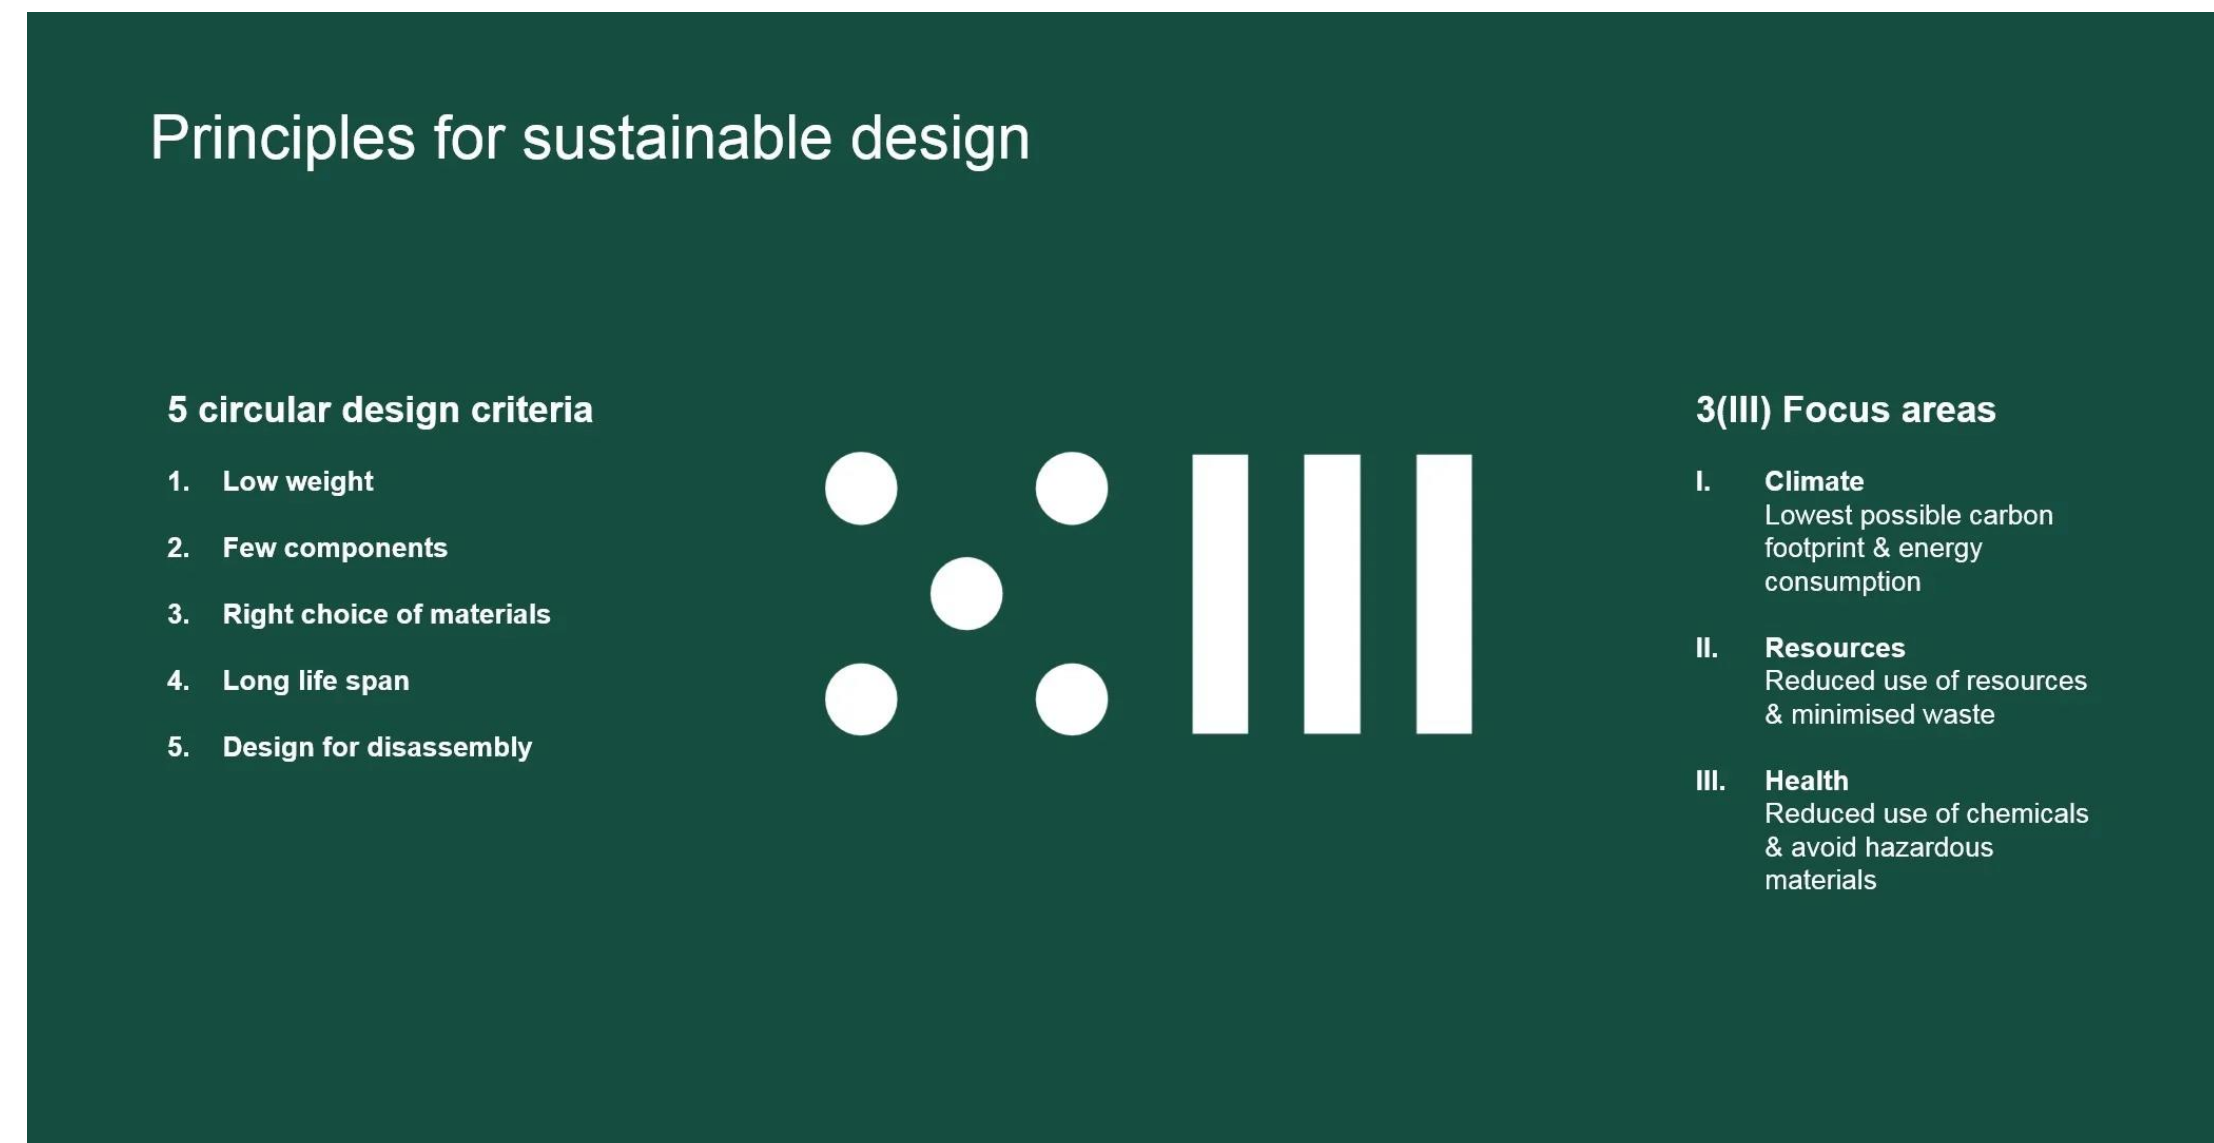 Principles for sustainable design
5 circular design criteria
1. Low weight
2. Few components
3. Right choice of materials
4. Long life span
5. Design for disassembly
3(III) Focus areas
I. Climate
Lowest possible carbon
footprint & energy
consumption
II. Resources
Reduced use of resources
& minimised waste
III. Health
Reduced use of chemicals
& avoid hazardous
materials